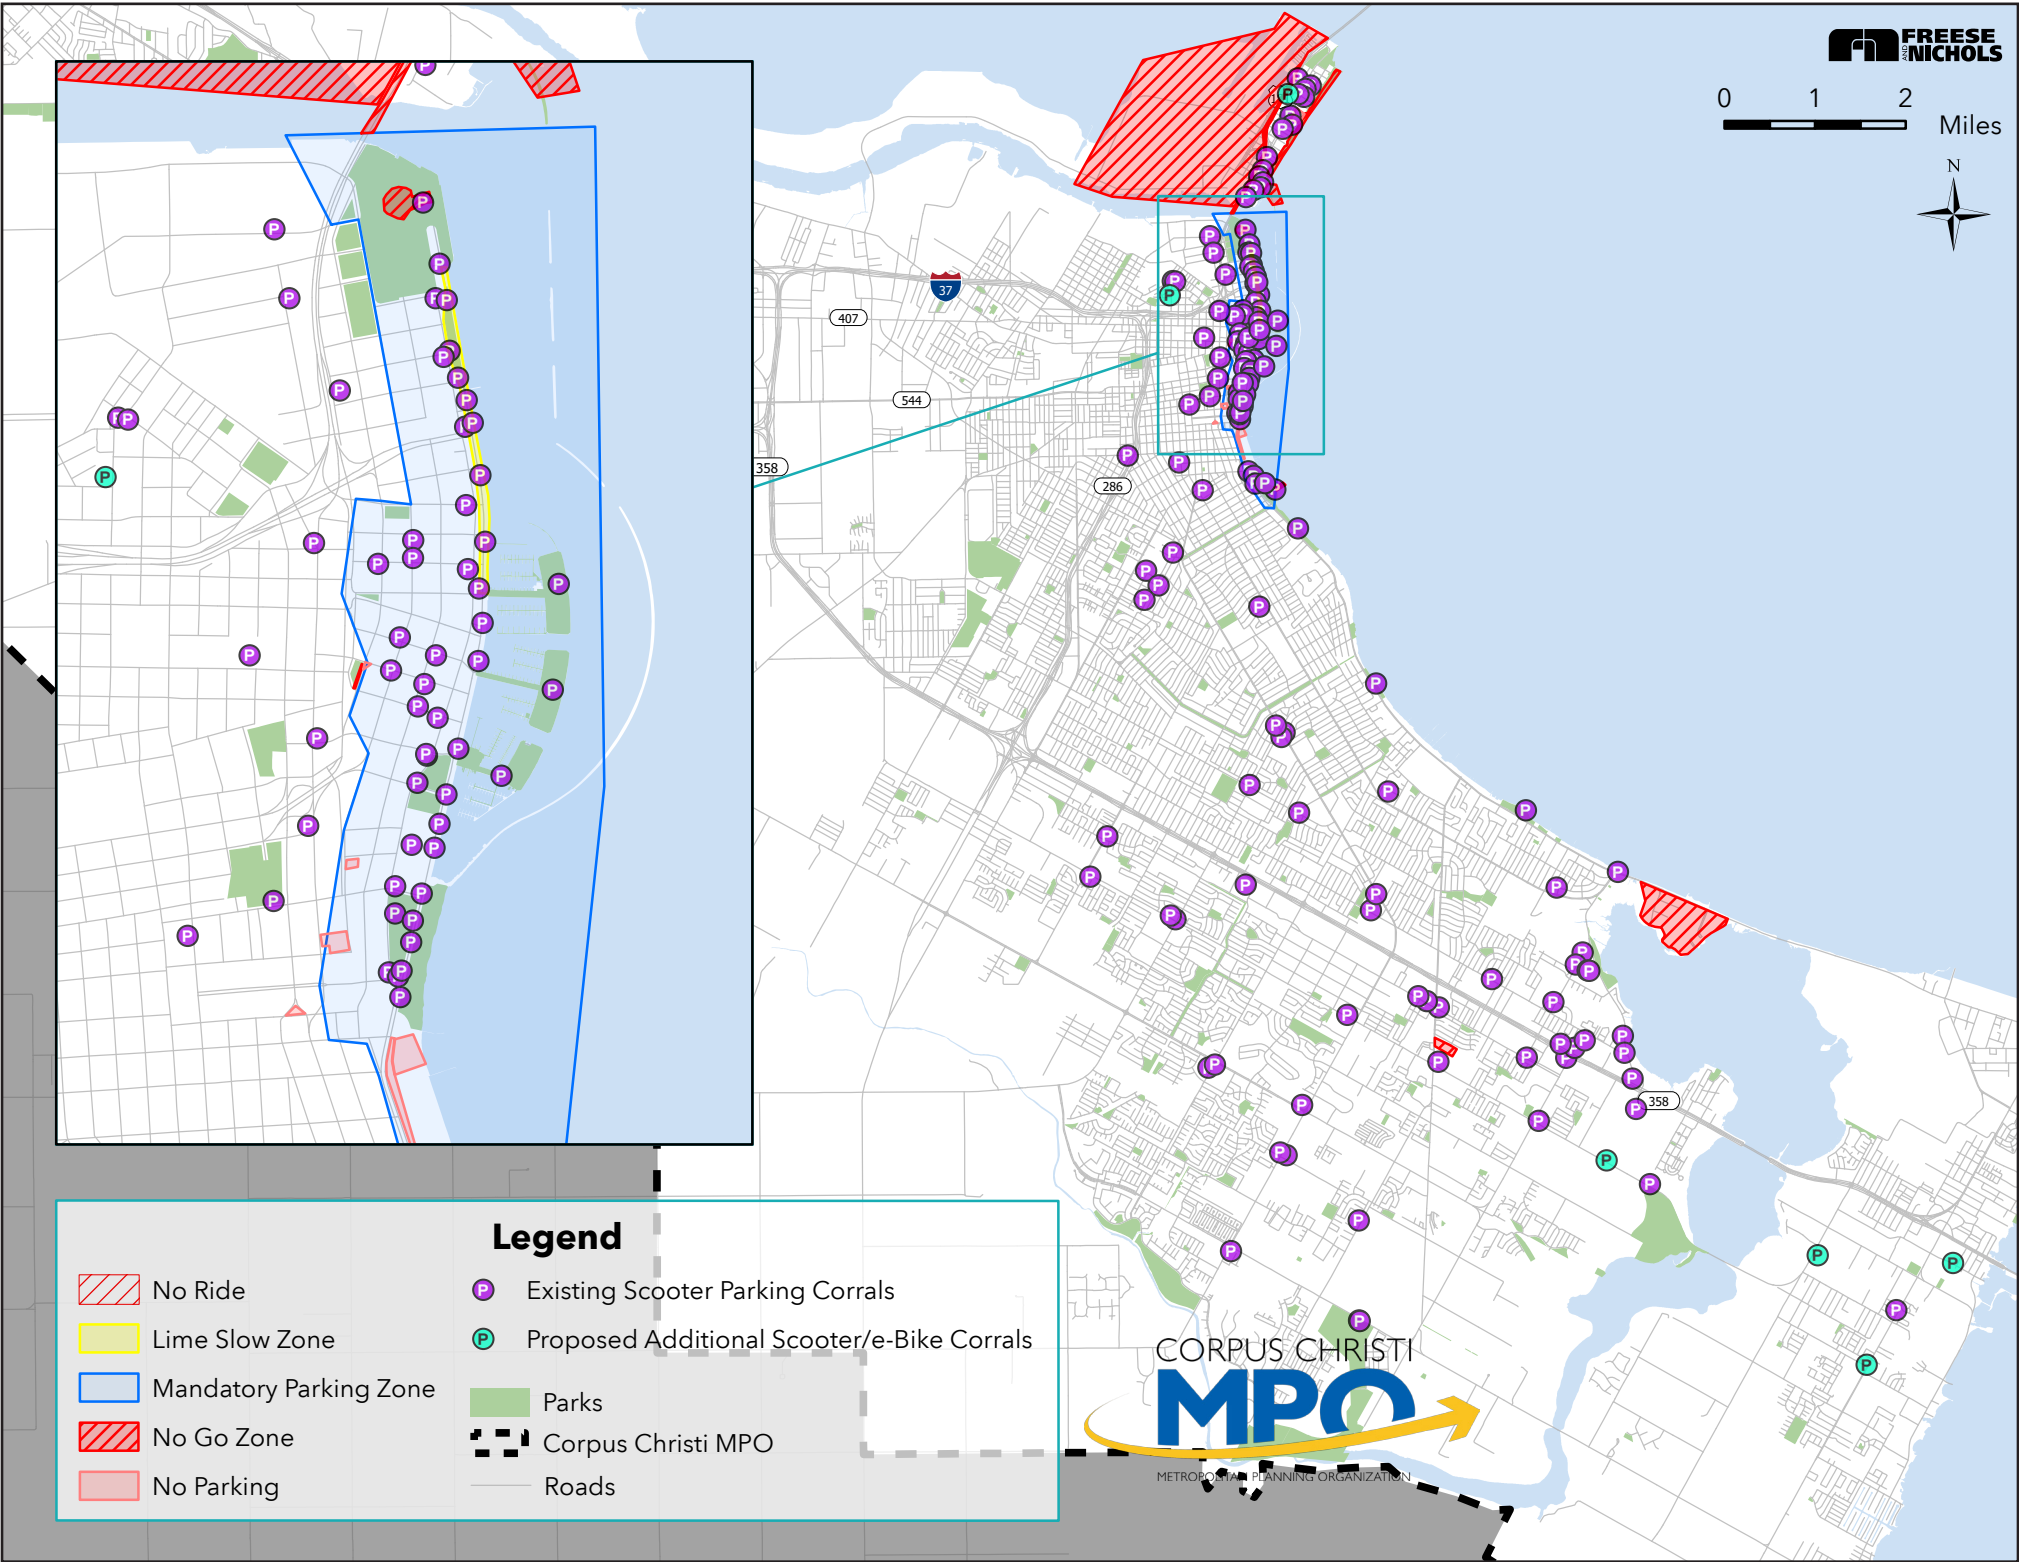 FREESE
AND
NICHOLS
0 1 2
Miles
N
37
407
544
358
286
358
Legend
No Ride
Lime Slow Zone
Mandatory Parking Zone
No Go Zone
No Parking
P Existing Scooter Parking Corrals
P Proposed Additional Scooter/e-Bike Corrals
Parks
Corpus Christi MPO
Roads
CORPUS CHRISTI
MPO
METROPOLITAN PLANNING ORGANIZATION